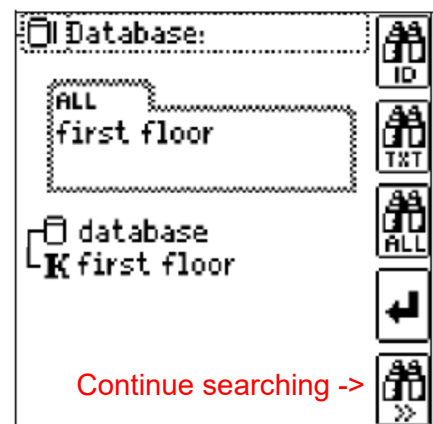 Database:
ID
ALL
first floor
TXT
ALL
database
K first floor
Continue searching ->
>>